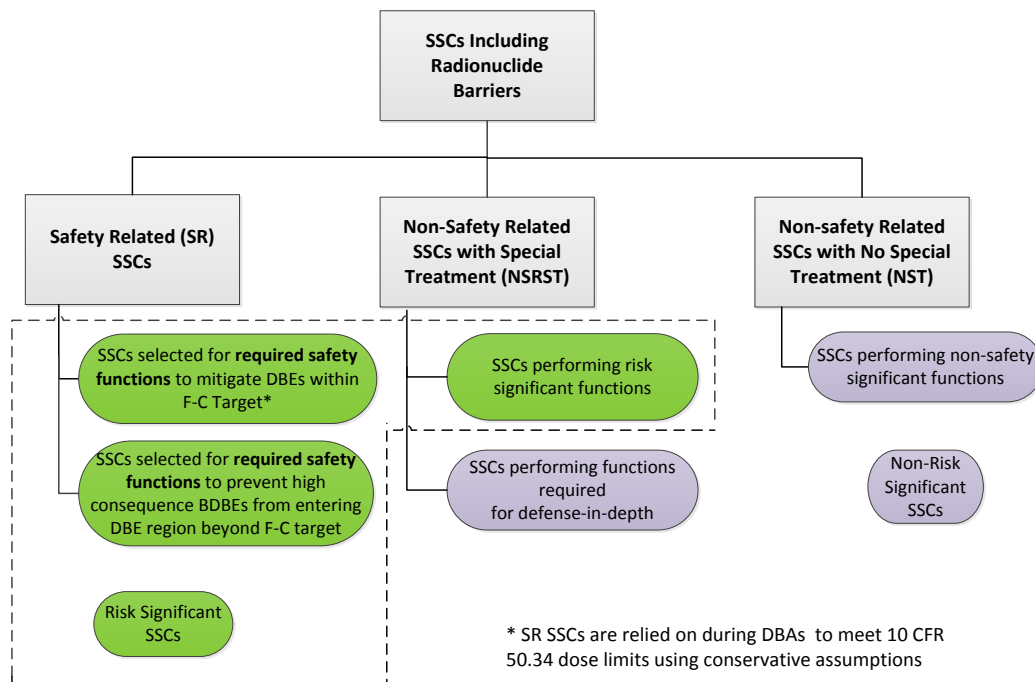 SSCs Including
Radionuclide
Barriers
Safety Related (SR)
SSCs
Non-Safety Related
SSCs with Special
Treatment (NSRST)
Non-safety Related
SSCs with No Special
Treatment (NST)
SSCs selected for required safety
functions to mitigate DBEs within
F-C Target*
SSCs performing risk
significant functions
SSCs performing non-safety
significant functions
SSCs selected for required safety
functions to prevent high
consequence BDBEs from entering
DBE region beyond F-C target
SSCs performing functions
required
for defense-in-depth
Non-Risk
Significant
SSCs
Risk Significant
SSCs
* SR SSCs are relied on during DBAs to meet 10 CFR
50.34 dose limits using conservative assumptions